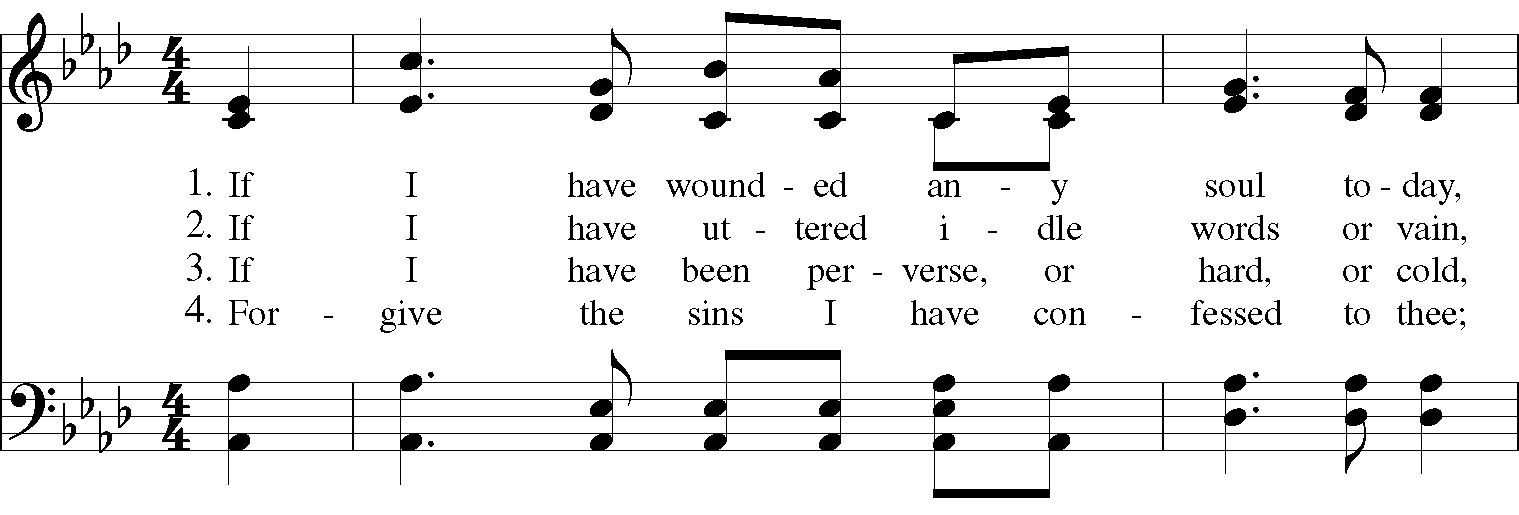 1. If I have wound - ed an - y soul to - day,
2. If I have ut - tered i - dle words or vain,
3. If I have been per - verse, or hard, or cold,
4. For - give the sins I have con - fessed to thee;